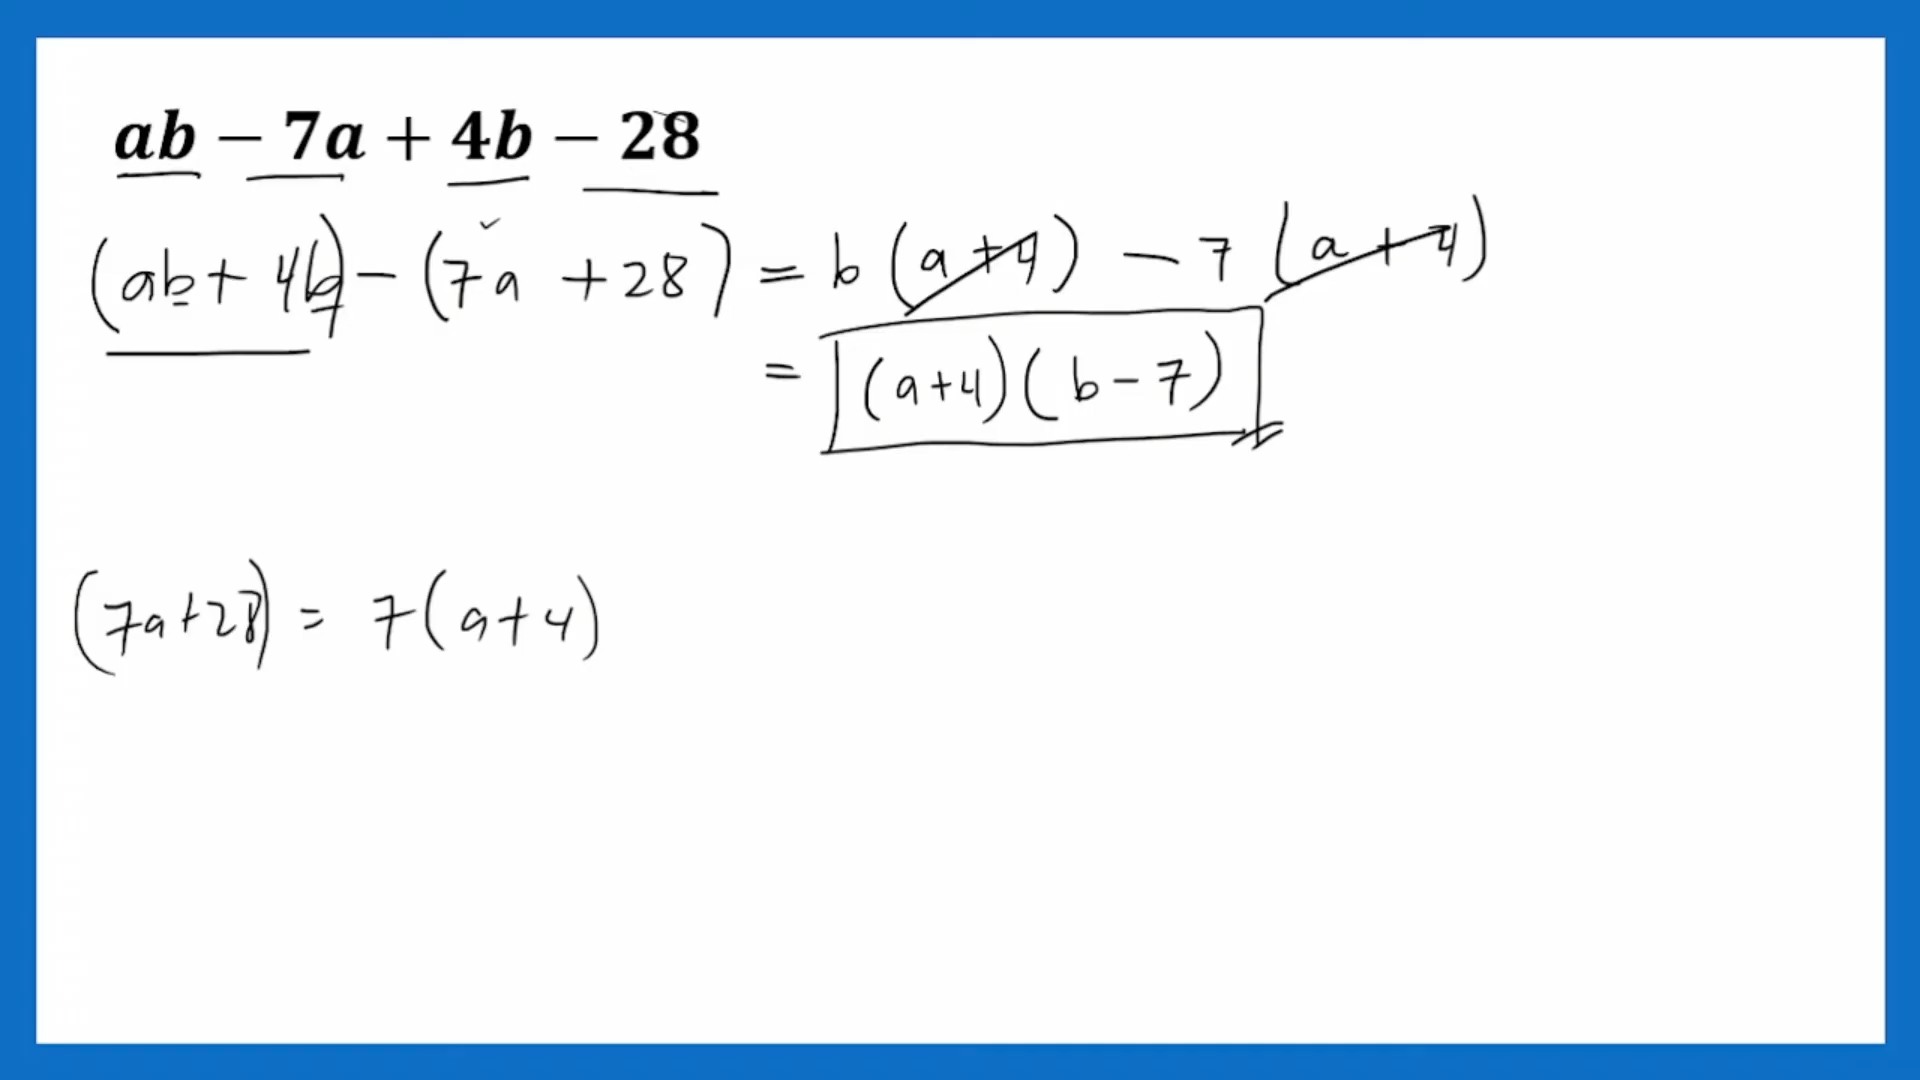 ab − 7a + 4b − 28
(ab + 4b) − (7a + 28) = b (a+4) − 7 (a + 4)
= (a+4)(b−7)
(7a+28) = 7(a+4)